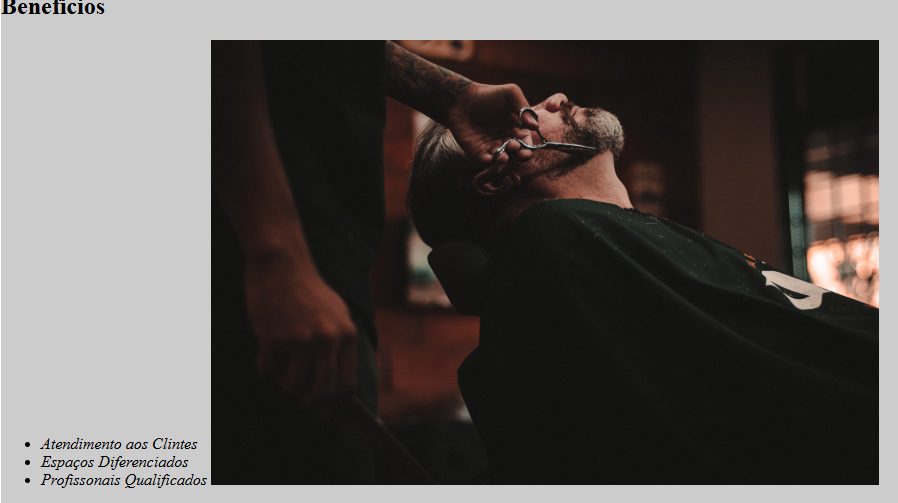 Benefícios
Atendimento aos Clintes
Espaços Diferenciados
Profissonais Qualificados